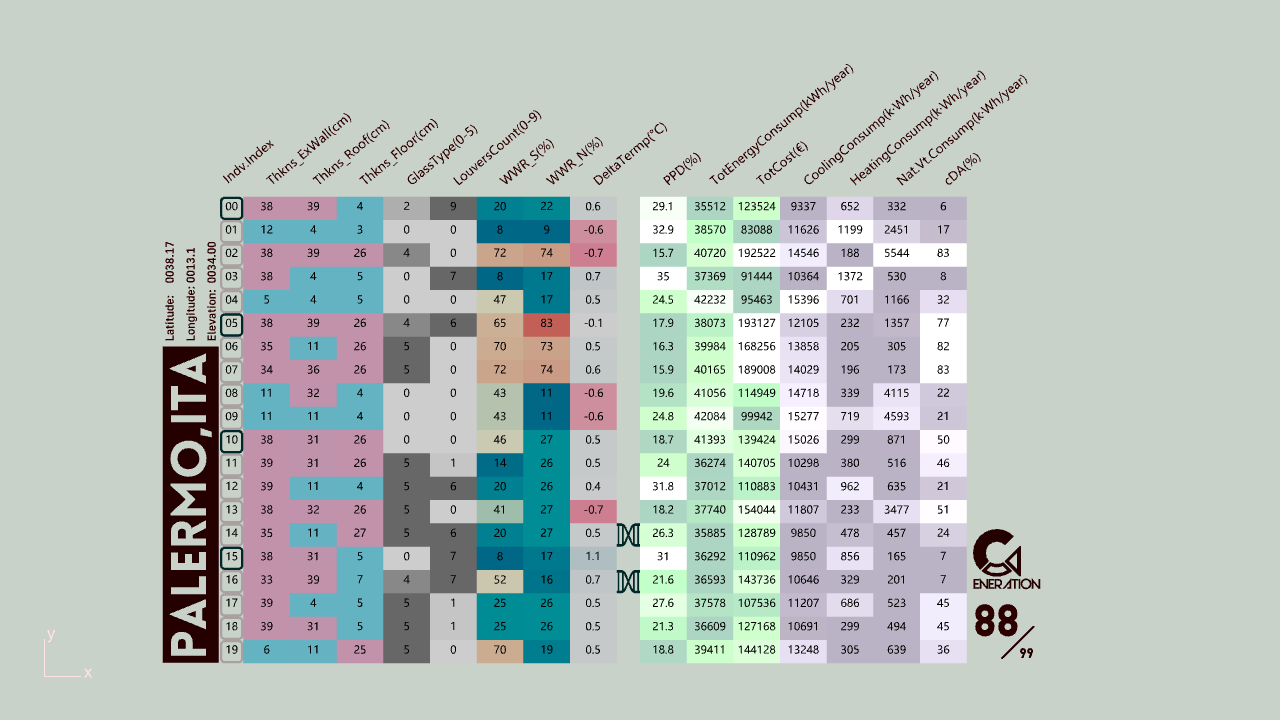 Indv.Index Thkns_ExWall(cm) Thkns_Roof(cm) Thkns_Floor(cm) GlassType(0-5) LouversCount(0-9) WWR_S(%) WWR_N(%) DeltaTermp(°C) PPD(%) TotEnergyConsump(kWh/year) TotCost(€) CoolingConsump(k·Wh/year) HeatingConsump(k·Wh/year) Nat.Vt.Consump(k·Wh/year) cDA(%)
00 38 39 4 2 9 20 22 0.6 29.1 35512 123524 9337 652 332 6
01 12 4 3 0 0 8 9 -0.6 32.9 38570 83088 11626 1199 2451 17
02 38 39 26 4 0 72 74 -0.7 15.7 40720 192522 14546 188 5544 83
03 38 4 5 0 7 8 17 0.7 35 37369 91444 10364 1372 530 8
04 5 4 5 0 0 47 17 0.5 24.5 42232 95463 15396 701 1166 32
05 38 39 26 4 6 65 83 -0.1 17.9 38073 193127 12105 232 1357 77
06 35 11 26 5 0 70 73 0.5 16.3 39984 168256 13858 205 305 82
07 34 36 26 5 0 72 74 0.6 15.9 40165 189008 14029 196 173 83
08 11 32 4 0 0 43 11 -0.6 19.6 41056 114949 14718 339 4115 22
09 11 11 4 0 0 43 11 -0.6 24.8 42084 99942 15277 719 4593 21
10 38 31 26 0 0 46 27 0.5 18.7 41393 139424 15026 299 871 50
11 39 31 26 5 1 14 26 0.5 24 36274 140705 10298 380 516 46
12 39 11 4 5 6 20 26 0.4 31.8 37012 110883 10431 962 635 21
13 38 32 26 5 0 41 27 -0.7 18.2 37740 154044 11807 233 3477 51
14 35 11 27 5 6 20 27 0.5 26.3 35885 128789 9850 478 457 24
15 38 31 5 0 7 8 17 1.1 31 36292 110962 9850 856 165 7
16 33 39 7 4 7 52 16 0.7 21.6 36593 143736 10646 329 201 7
17 39 4 5 5 1 25 26 0.5 27.6 37578 107536 11207 686 523 45
18 39 31 5 5 1 25 26 0.5 21.3 36609 127168 10691 299 494 45
19 6 11 25 5 0 70 19 0.5 18.8 39411 144128 13248 305 639 36
Latitude: 0038.17
Longitude: 0013.1
Elevation: 0034.00
PALERMO,ITA
GENERATION
88/99
y
x